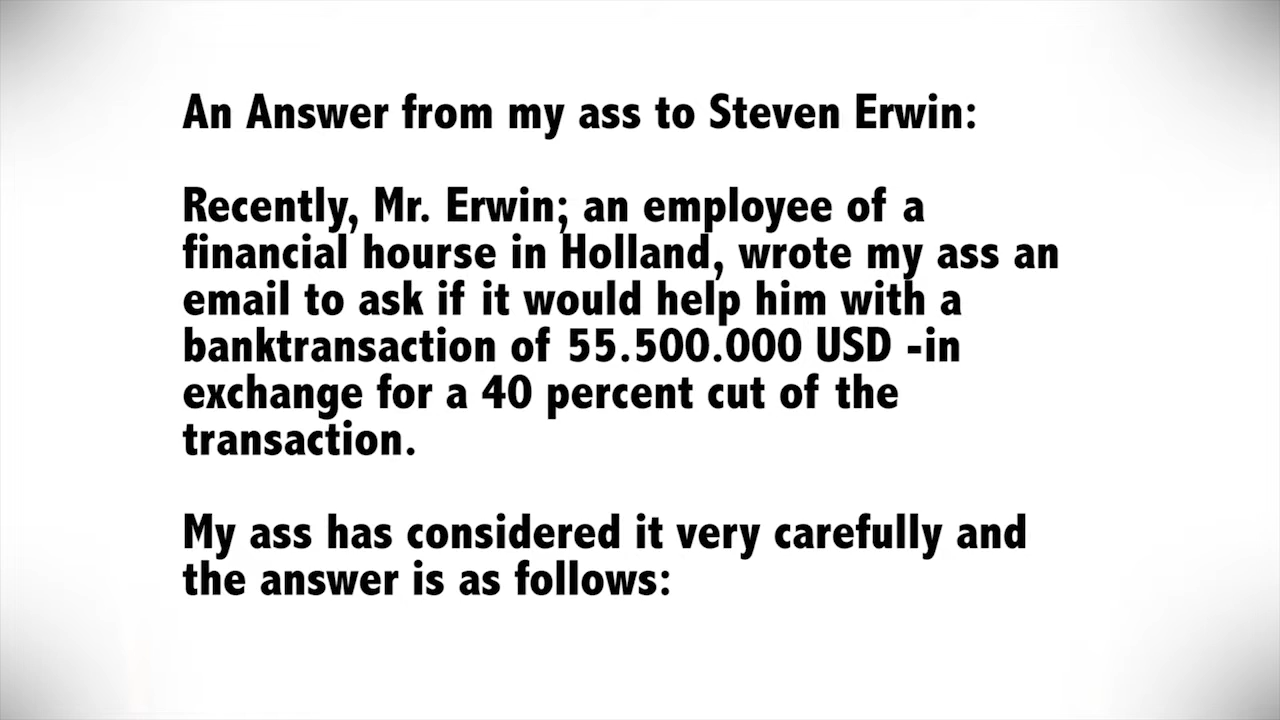 An Answer from my ass to Steven Erwin:
Recently, Mr. Erwin; an employee of a
financial hourse in Holland, wrote my ass an
email to ask if it would help him with a
banktransaction of 55.500.000 USD -in
exchange for a 40 percent cut of the
transaction.
My ass has considered it very carefully and
the answer is as follows: